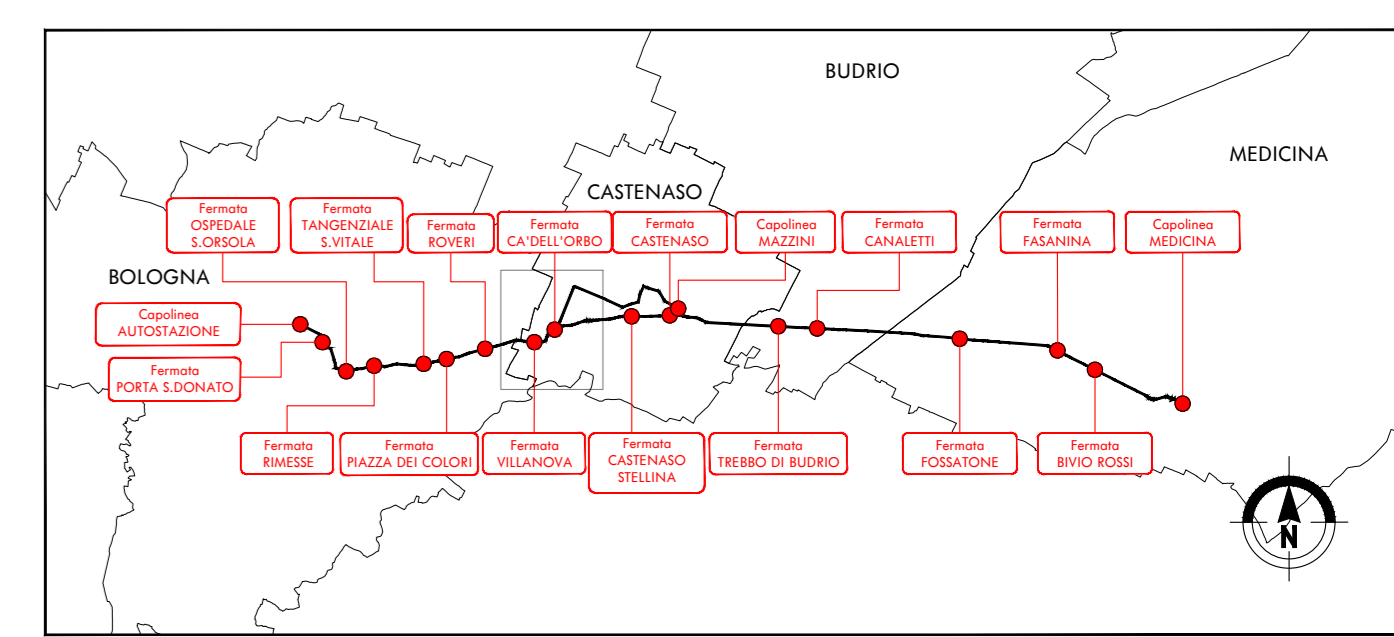 BUDRIO
MEDICINA
CASTENASO
Fermata
OSPEDALE
S.ORSOLA
Fermata
TANGENZIALE
S.VITALE
Fermata
ROVERI
Fermata
CA'DELL'ORBO
Fermata
CASTENASO
Capolinea
MAZZINI
Fermata
CANALETTI
Fermata
FASANINA
Capolinea
MEDICINA
BOLOGNA
Capolinea
AUTOSTAZIONE
Fermata
PORTA S.DONATO
Fermata
RIMESSE
Fermata
PIAZZA DEI COLORI
Fermata
VILLANOVA
Fermata
CASTENASO
STELLINA
Fermata
TREBBO DI BUDRIO
Fermata
FOSSATONE
Fermata
BIVIO ROSSI
N